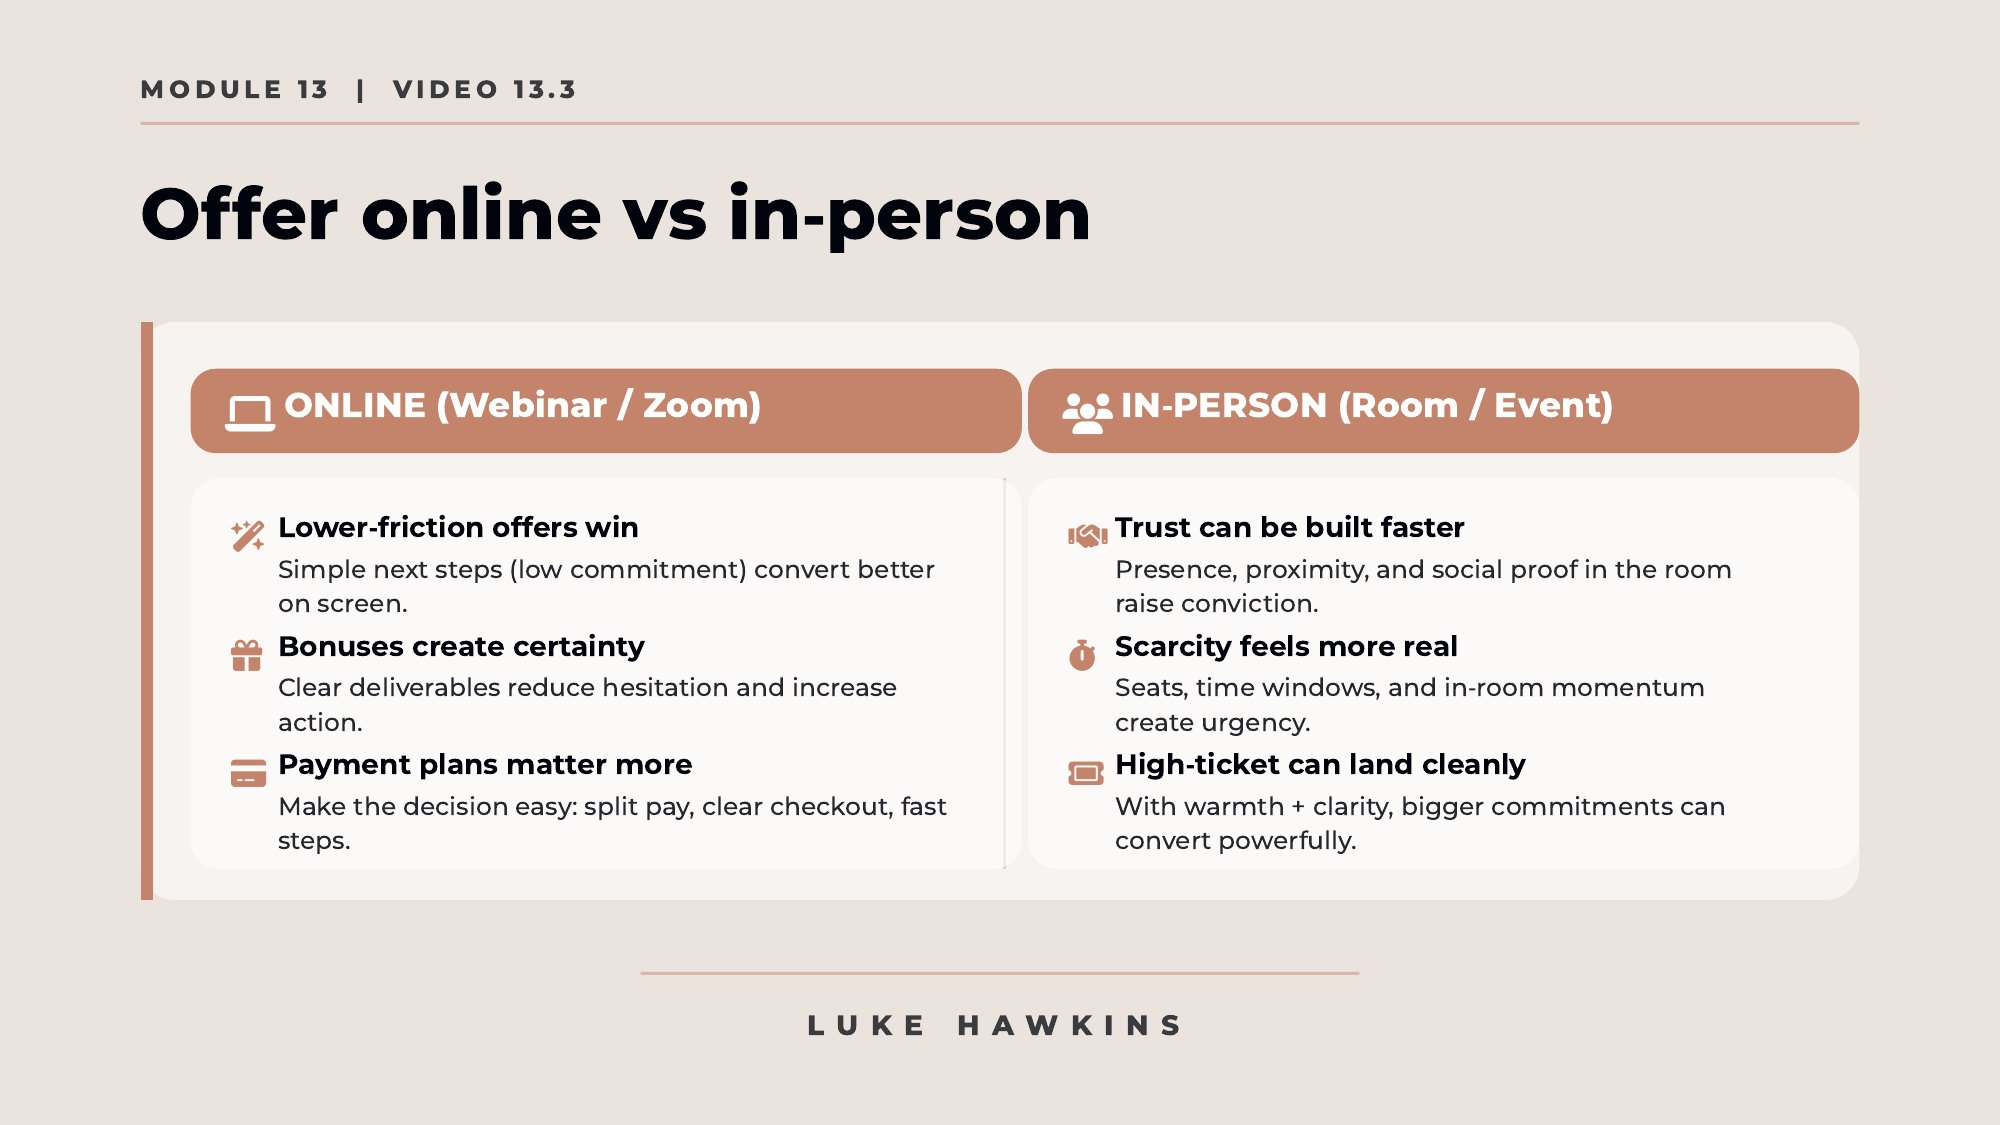 MODULE 13 | VIDEO 13.3
Offer online vs in-person
ONLINE (Webinar / Zoom)
Lower-friction offers win
Simple next steps (low commitment) convert better
on screen.
Bonuses create certainty
Clear deliverables reduce hesitation and increase
action.
Payment plans matter more
Make the decision easy: split pay, clear checkout, fast
steps.
IN-PERSON (Room / Event)
Trust can be built faster
Presence, proximity, and social proof in the room
raise conviction.
Scarcity feels more real
Seats, time windows, and in-room momentum
create urgency.
High-ticket can land cleanly
With warmth + clarity, bigger commitments can
convert powerfully.
LUKE HAWKINS